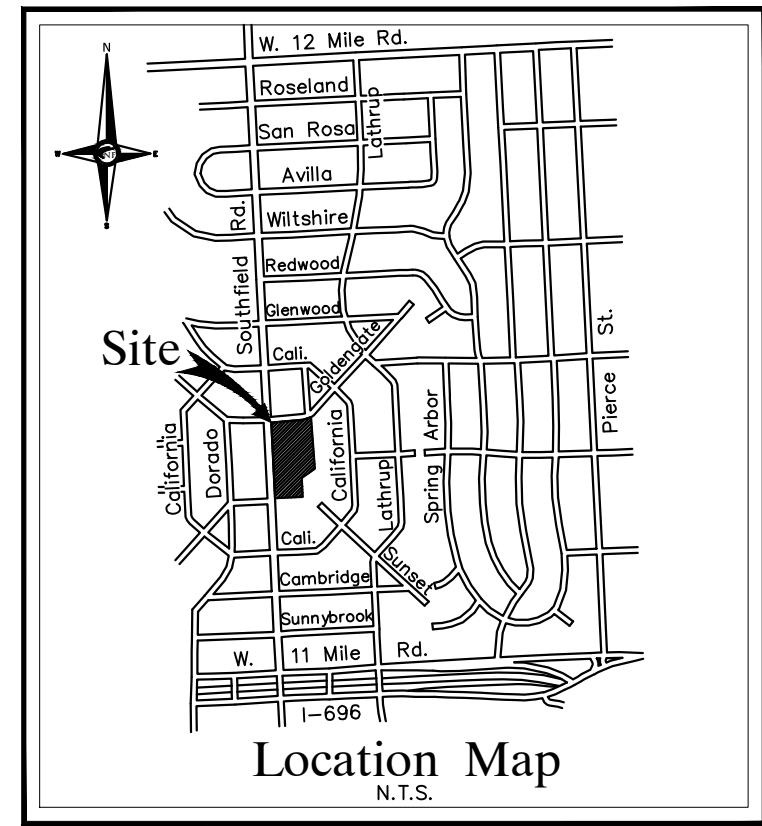 N
W. 12 Mile Rd.
Roseland
Lathrup
San Rosa
W
NF
E
Avilla
S
Rd.
Wiltshire
Redwood
Southfield
Glenwood
St.
Site
Cali.
Goldengate
Pierce
California
Dorado
California
Lathrup
Spring Arbor
Cali.
Sunset
Cambridge
Sunnybrook
W. 11 Mile Rd.
I-696
Location Map
N.T.S.